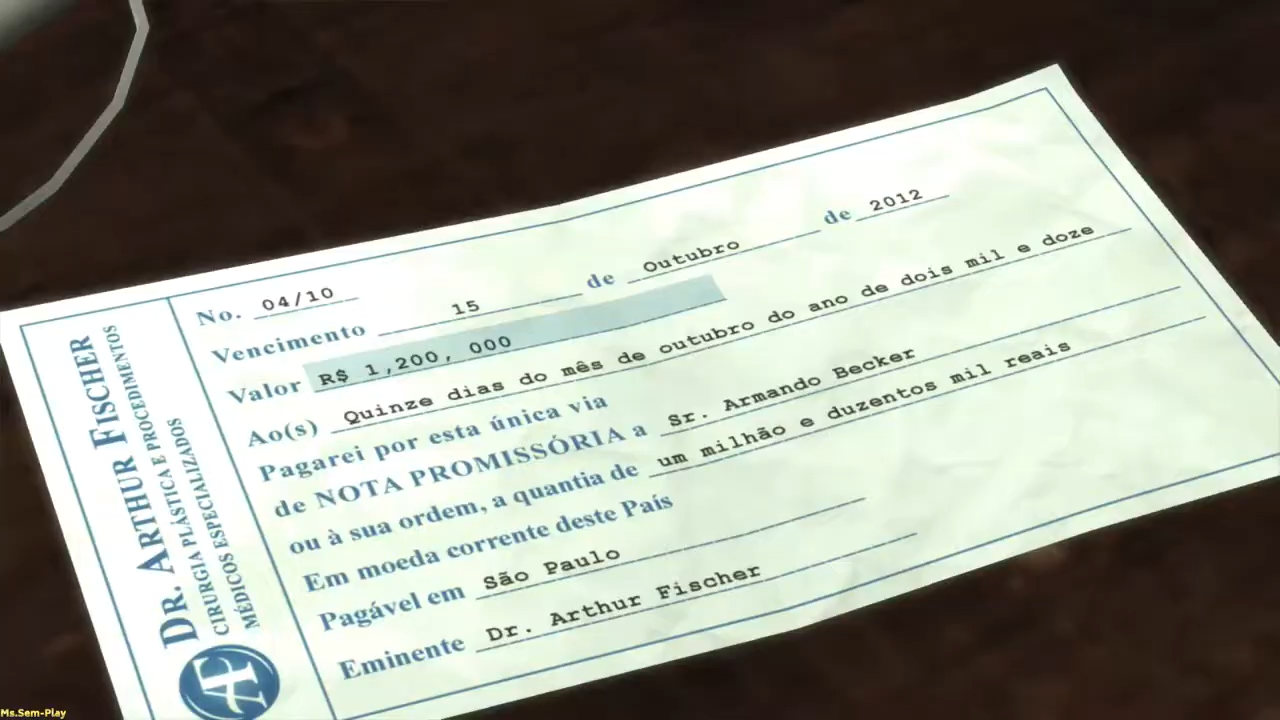 No. 04/10
Vencimento 15 de Outubro de 2012
Valor R$ 1,200, 000
Ao(s) Quinze dias do mês de outubro do ano de dois mil e doze
Pagarei por esta única via
de NOTA PROMISSÓRIA a Sr. Armando Becker
ou à sua ordem, a quantia de um milhão e duzentos mil reais
Em moeda corrente deste País
Pagável em São Paulo
Eminente Dr. Arthur Fischer
DR. ARTHUR FISCHER
CIRURGIA PLÁSTICA E PROCEDIMENTOS
CIRURGICOS ESPECIALIZADOS
MÉDICOS ESPECIALIZADOS
AF
Ms.Sem-Play